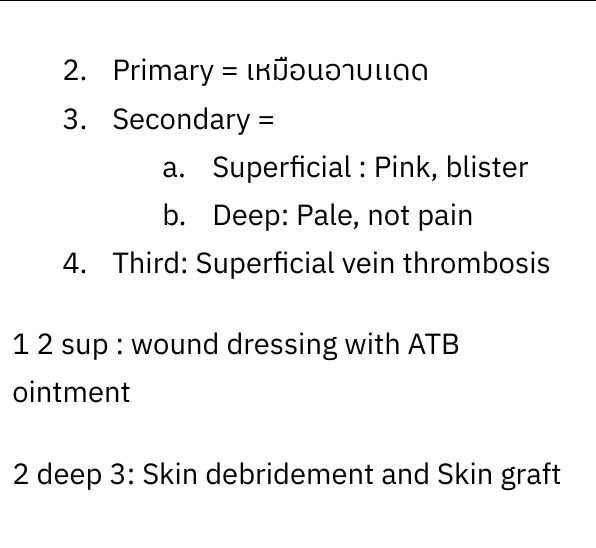 2. Primary = เหมือนอาบแดด
3. Secondary =
a. Superficial : Pink, blister
b. Deep: Pale, not pain
4. Third: Superficial vein thrombosis
1 2 sup : wound dressing with ATB
ointment
2 deep 3: Skin debridement and Skin graft